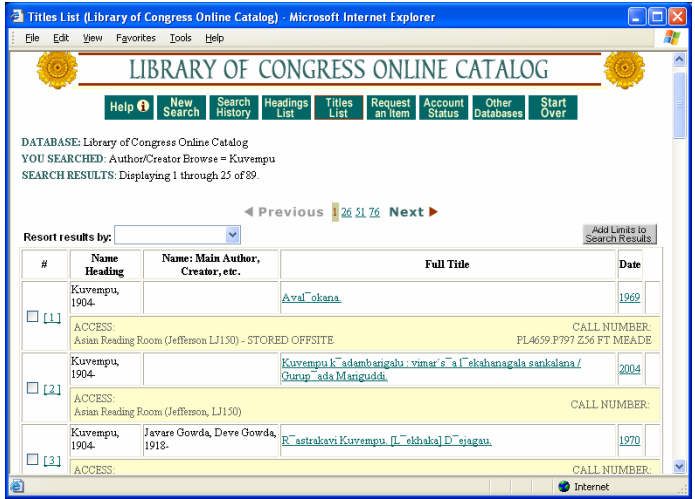 Titles List (Library of Congress Online Catalog) - Microsoft Internet Explorer
File Edit View Favorites Tools Help
LIBRARY OF CONGRESS ONLINE CATALOG
Help New Search Search History Headings List Titles List Request an Item Account Status Other Databases Start Over
DATABASE: Library of Congress Online Catalog
YOU SEARCHED: Author/Creator Browse = Kuvempu
SEARCH RESULTS: Displaying 1 through 25 of 89.
Previous 1 26 51 76 Next
Resort results by:
Add Limits to
Search Results
# Name Heading Name: Main Author, Creator, etc. Full Title Date
[1] Kuvempu, 1904- Aval¯okana. 1969
ACCESS: CALL NUMBER:
Asian Reading Room (Jefferson LJ150) - STORED OFFSITE PL4659.P797 Z56 FT MEADE
[2] Kuvempu, 1904- Kuvempu k¯adambarigalu : vimar´s¯a l¯ekahanagala sankalana /
Gurup¯ada Mariguddi. 2004
ACCESS: CALL NUMBER:
Asian Reading Room (Jefferson, LJ150)
[3] Kuvempu, 1904- Javare Gowda, Deve Gowda, 1918- R¯astrakavi Kuvempu. [L¯ekhaka] D¯ejagau. 1970
ACCESS: CALL NUMBER:
Internet